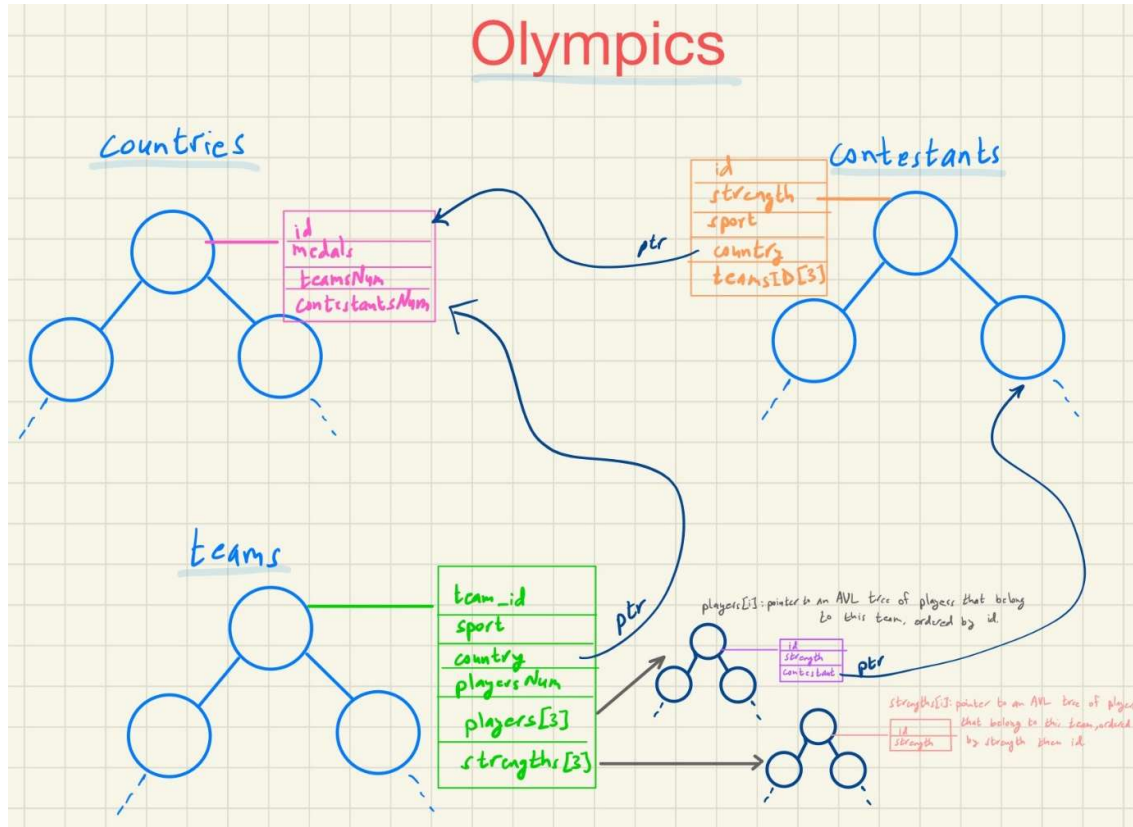 Olympics
countries
contestants
id
medals
teamsNum
contestantsNum
id
strength
sport
country
teamsID[3]
ptr
teams
team_id
sport
country
playersNum
players[3]
strengths[3]
ptr
players[i]: pointer to an AVL tree of players that belong
to this team, ordered by id.
id
strength
contestant
ptr
strengths[i]: pointer to an AVL tree of player
that belong to this team, ordered
by strength then id
id
strength